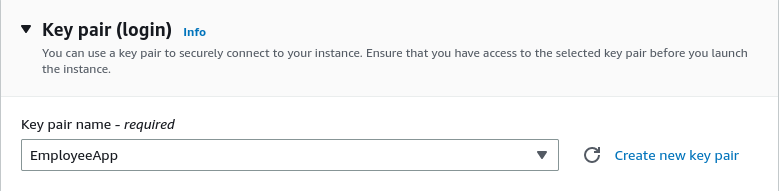 Key pair (login) Info
You can use a key pair to securely connect to your instance. Ensure that you have access to the selected key pair before you launch
the instance.
Key pair name - required
EmployeeApp Create new key pair